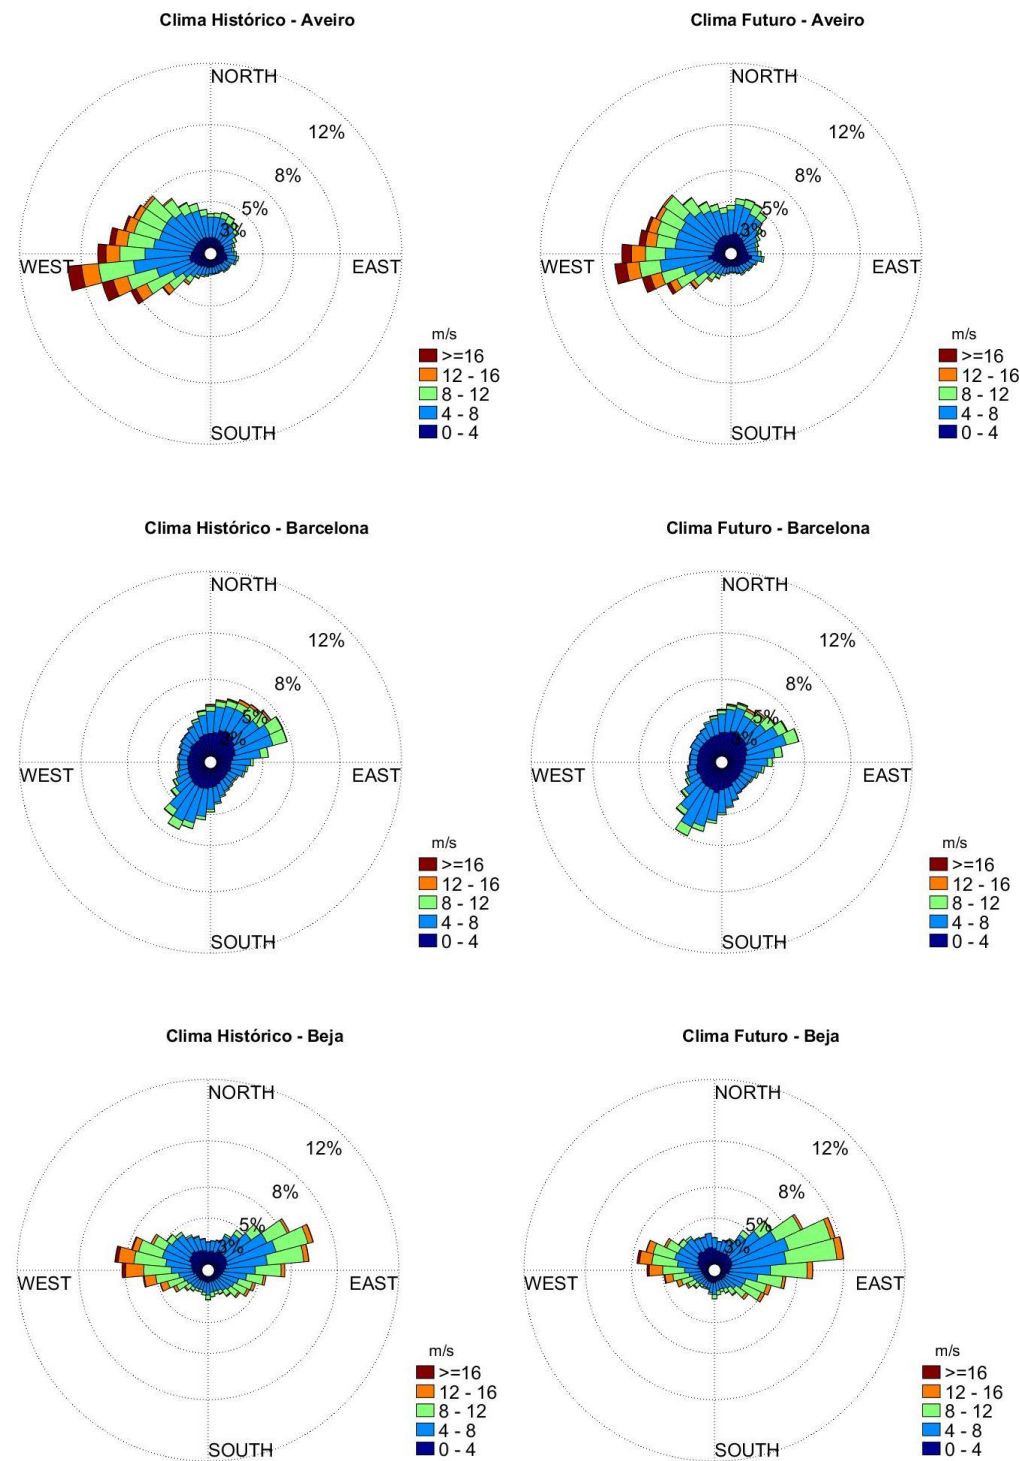 Clima Histórico - Aveiro
NORTH
12%
8%
5%
3%
WEST
EAST
SOUTH
m/s
>=16
12 - 16
8 - 12
4 - 8
0 - 4
Clima Futuro - Aveiro
NORTH
12%
8%
5%
3%
WEST
EAST
SOUTH
m/s
>=16
12 - 16
8 - 12
4 - 8
0 - 4
Clima Histórico - Barcelona
NORTH
12%
8%
5%
3%
WEST
EAST
SOUTH
m/s
>=16
12 - 16
8 - 12
4 - 8
0 - 4
Clima Futuro - Barcelona
NORTH
12%
8%
5%
3%
WEST
EAST
SOUTH
m/s
>=16
12 - 16
8 - 12
4 - 8
0 - 4
Clima Histórico - Beja
NORTH
12%
8%
5%
3%
WEST
EAST
SOUTH
m/s
>=16
12 - 16
8 - 12
4 - 8
0 - 4
Clima Futuro - Beja
NORTH
12%
8%
5%
3%
WEST
EAST
SOUTH
m/s
>=16
12 - 16
8 - 12
4 - 8
0 - 4